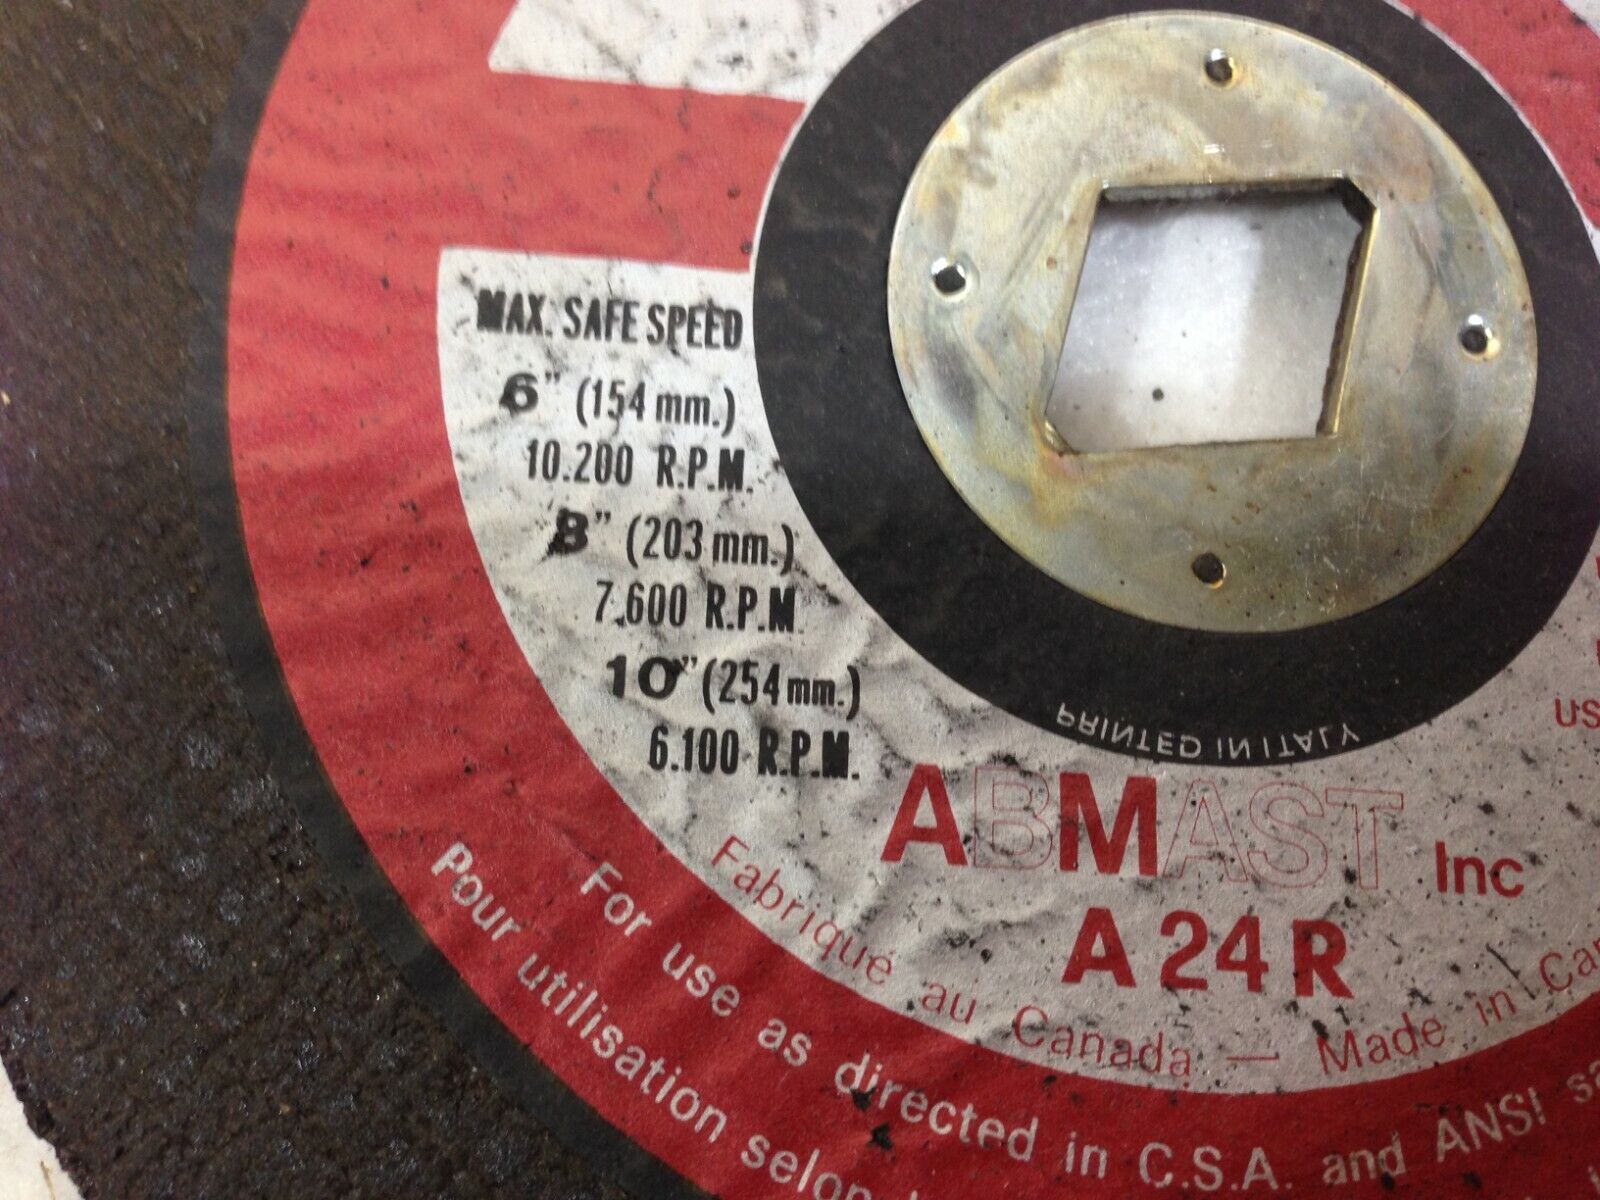 MAX. SAFE SPEED
6" (154 mm.)
10.200 R.P.M.
8" (203 mm.)
7.600 R.P.M
10" (254 mm.)
6.100 R.P.M.
PRINTED IN ITALY
ABMAST Inc
A 24 R
Fabriqué au Canada — Made in
For use as directed in C.S.A. and ANSI
Pour utilisation selon
US